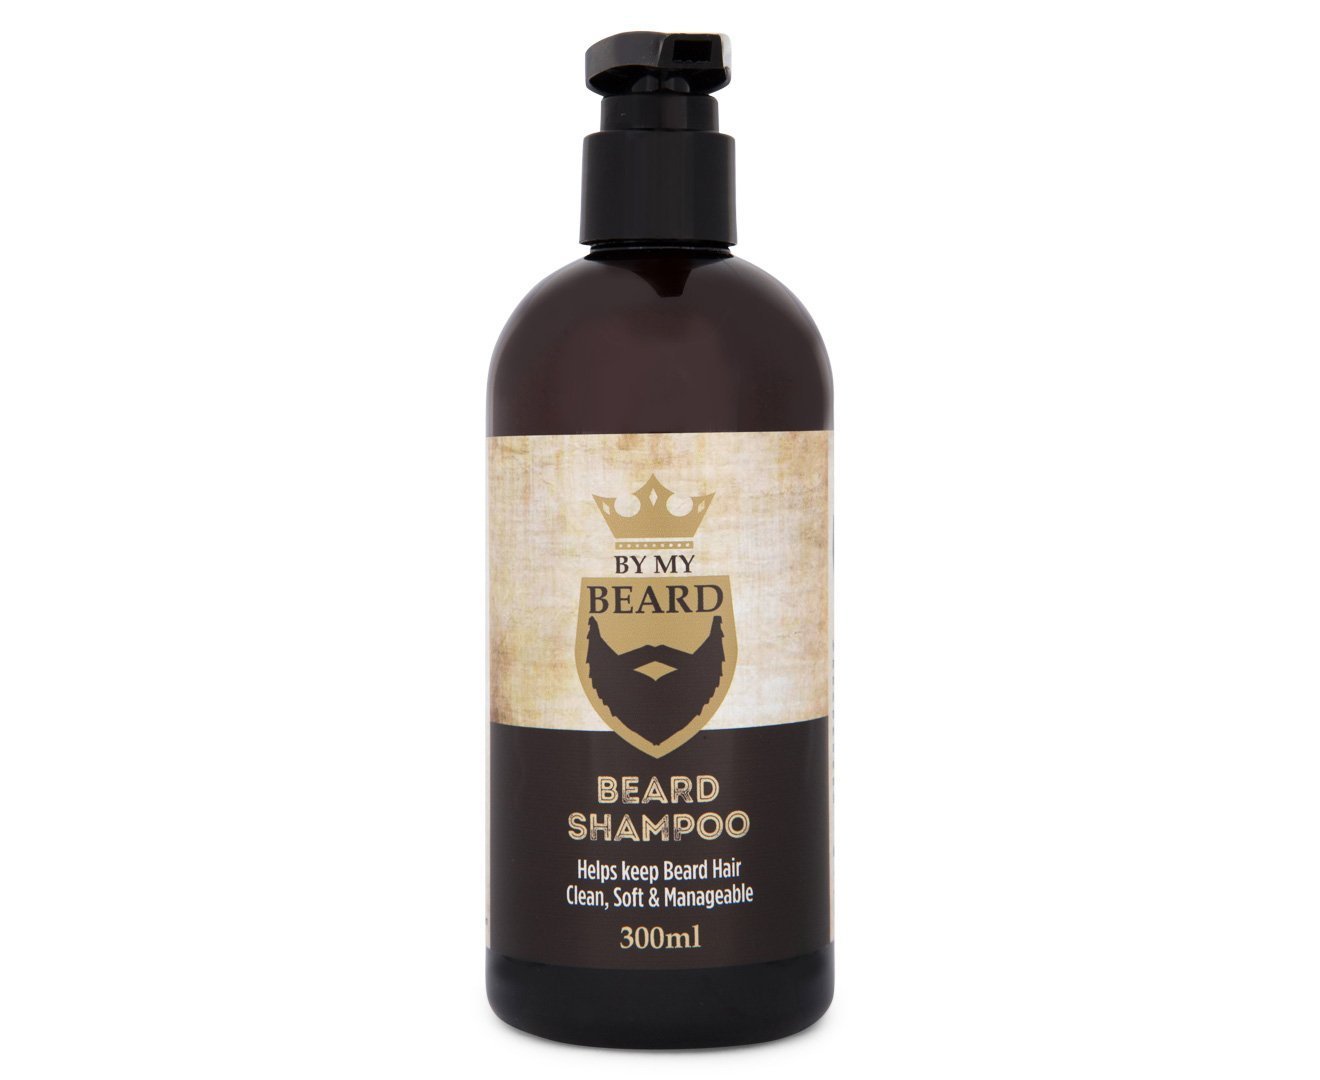 BY MY
BEARD
BEARD
SHAMPOO
Helps keep Beard Hair
Clean, Soft & Manageable
300ml